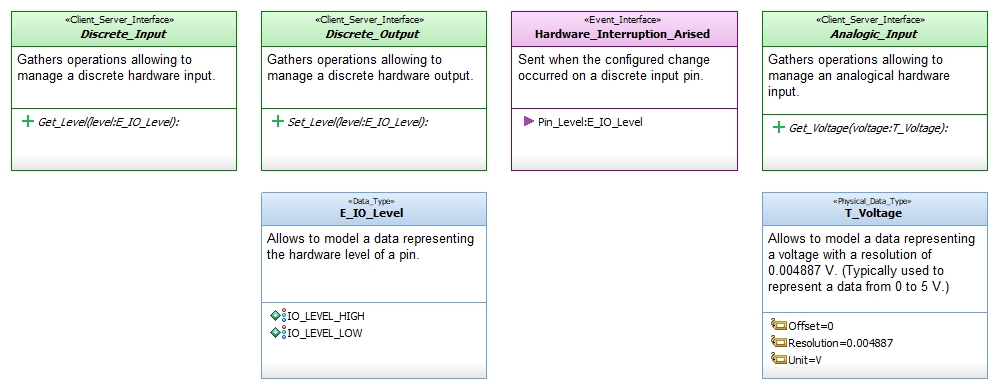 «Client_Server_Interface»
Discrete_Input
Gathers operations allowing to
manage a discrete hardware input.
Get_Level(level:E_IO_Level):
«Client_Server_Interface»
Discrete_Output
Gathers operations allowing to
manage a discrete hardware output.
Set_Level(level:E_IO_Level):
«Event_Interface»
Hardware_Interruption_Arised
Sent when the configured change
occurred on a discrete input pin.
Pin_Level:E_IO_Level
«Client_Server_Interface»
Analogic_Input
Gathers operations allowing to
manage an analogical hardware
input.
Get_Voltage(voltage:T_Voltage):
«Data_Type»
E_IO_Level
Allows to model a data representing
the hardware level of a pin.
IO_LEVEL_HIGH
IO_LEVEL_LOW
«Physical_Data_Type»
T_Voltage
Allows to model a data representing
a voltage with a resolution of
0.004887 V. (Typically used to
represent a data from 0 to 5 V.)
Offset=0
Resolution=0.004887
Unit=V